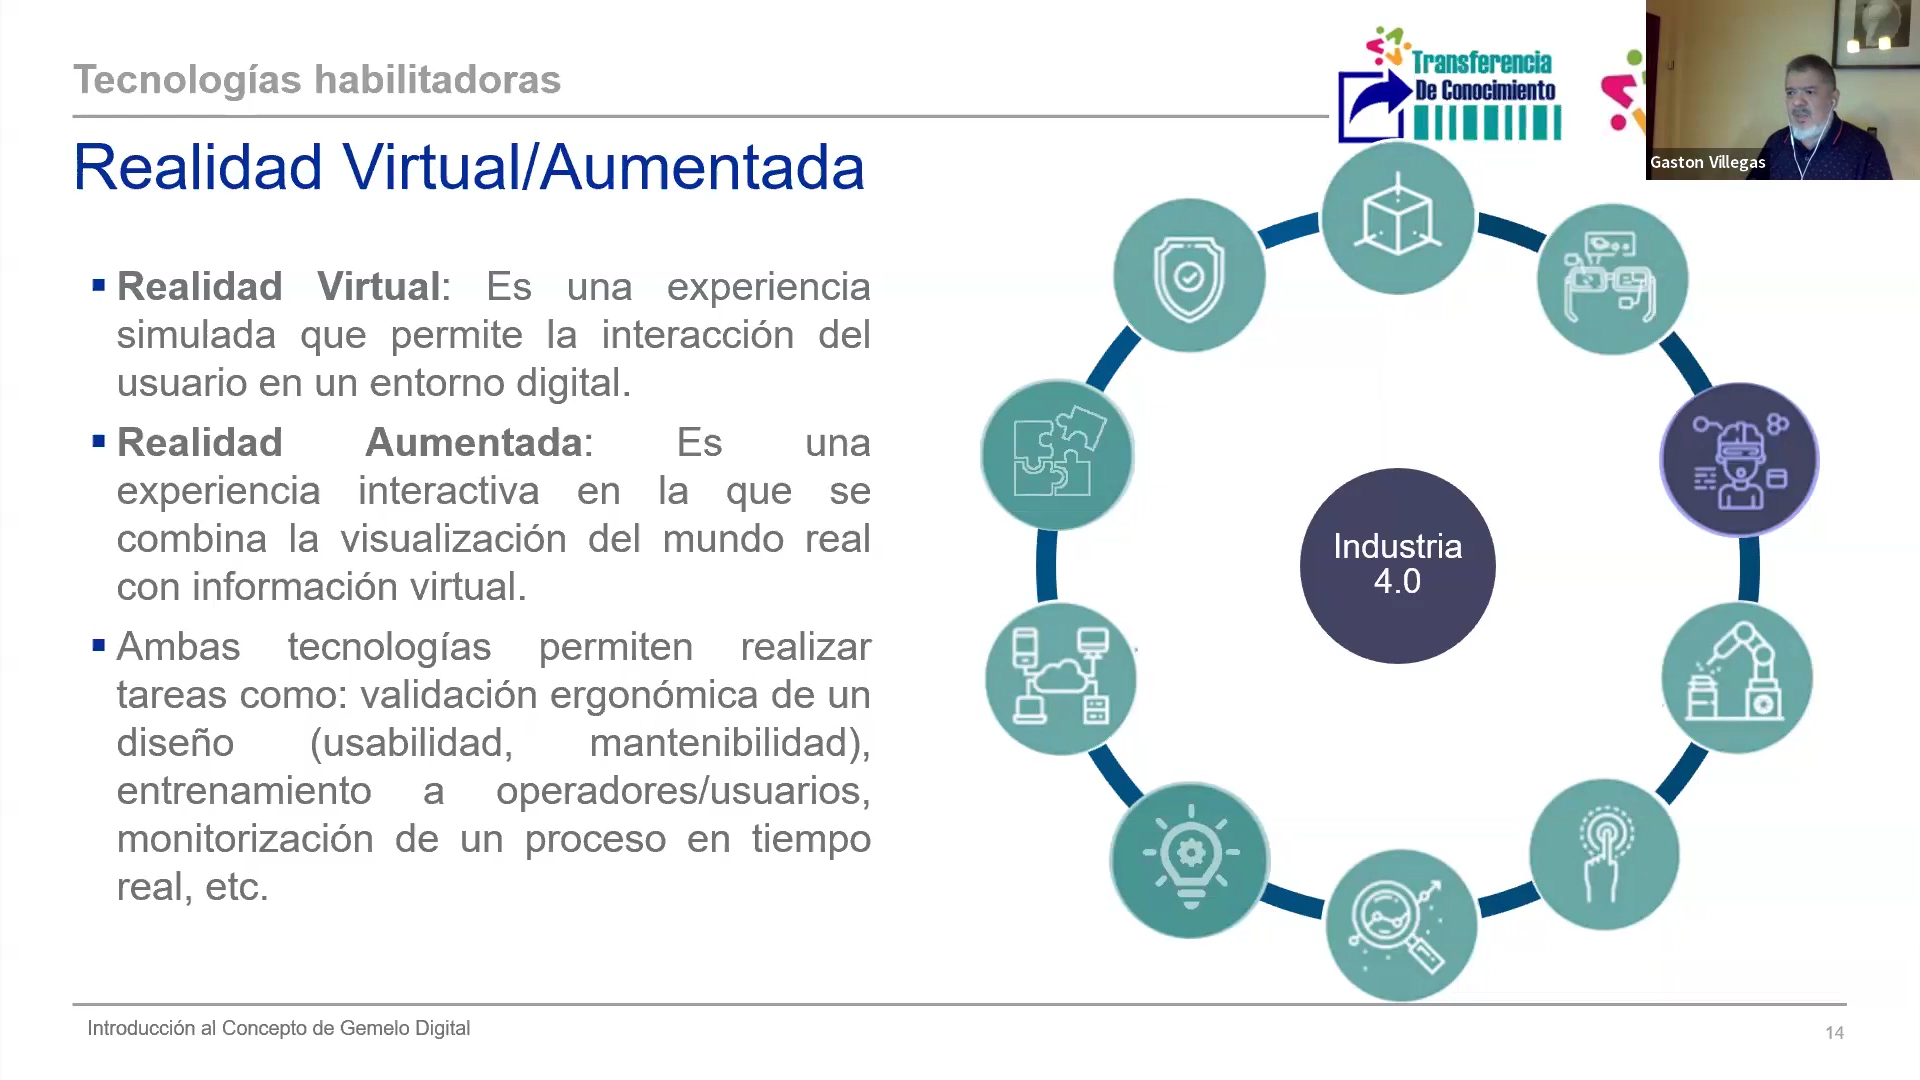 Tecnologías habilitadoras
Transferencia
De Conocimiento
Gaston Villegas
Realidad Virtual/Aumentada
Realidad Virtual: Es una experiencia
simulada que permite la interacción del
usuario en un entorno digital.
Realidad Aumentada: Es una
experiencia interactiva en la que se
combina la visualización del mundo real
con información virtual.
Ambas tecnologías permiten realizar
tareas como: validación ergonómica de un
diseño (usabilidad, mantenibilidad),
entrenamiento a operadores/usuarios,
monitorización de un proceso en tiempo
real, etc.
Industria
4.0
Introducción al Concepto de Gemelo Digital
14